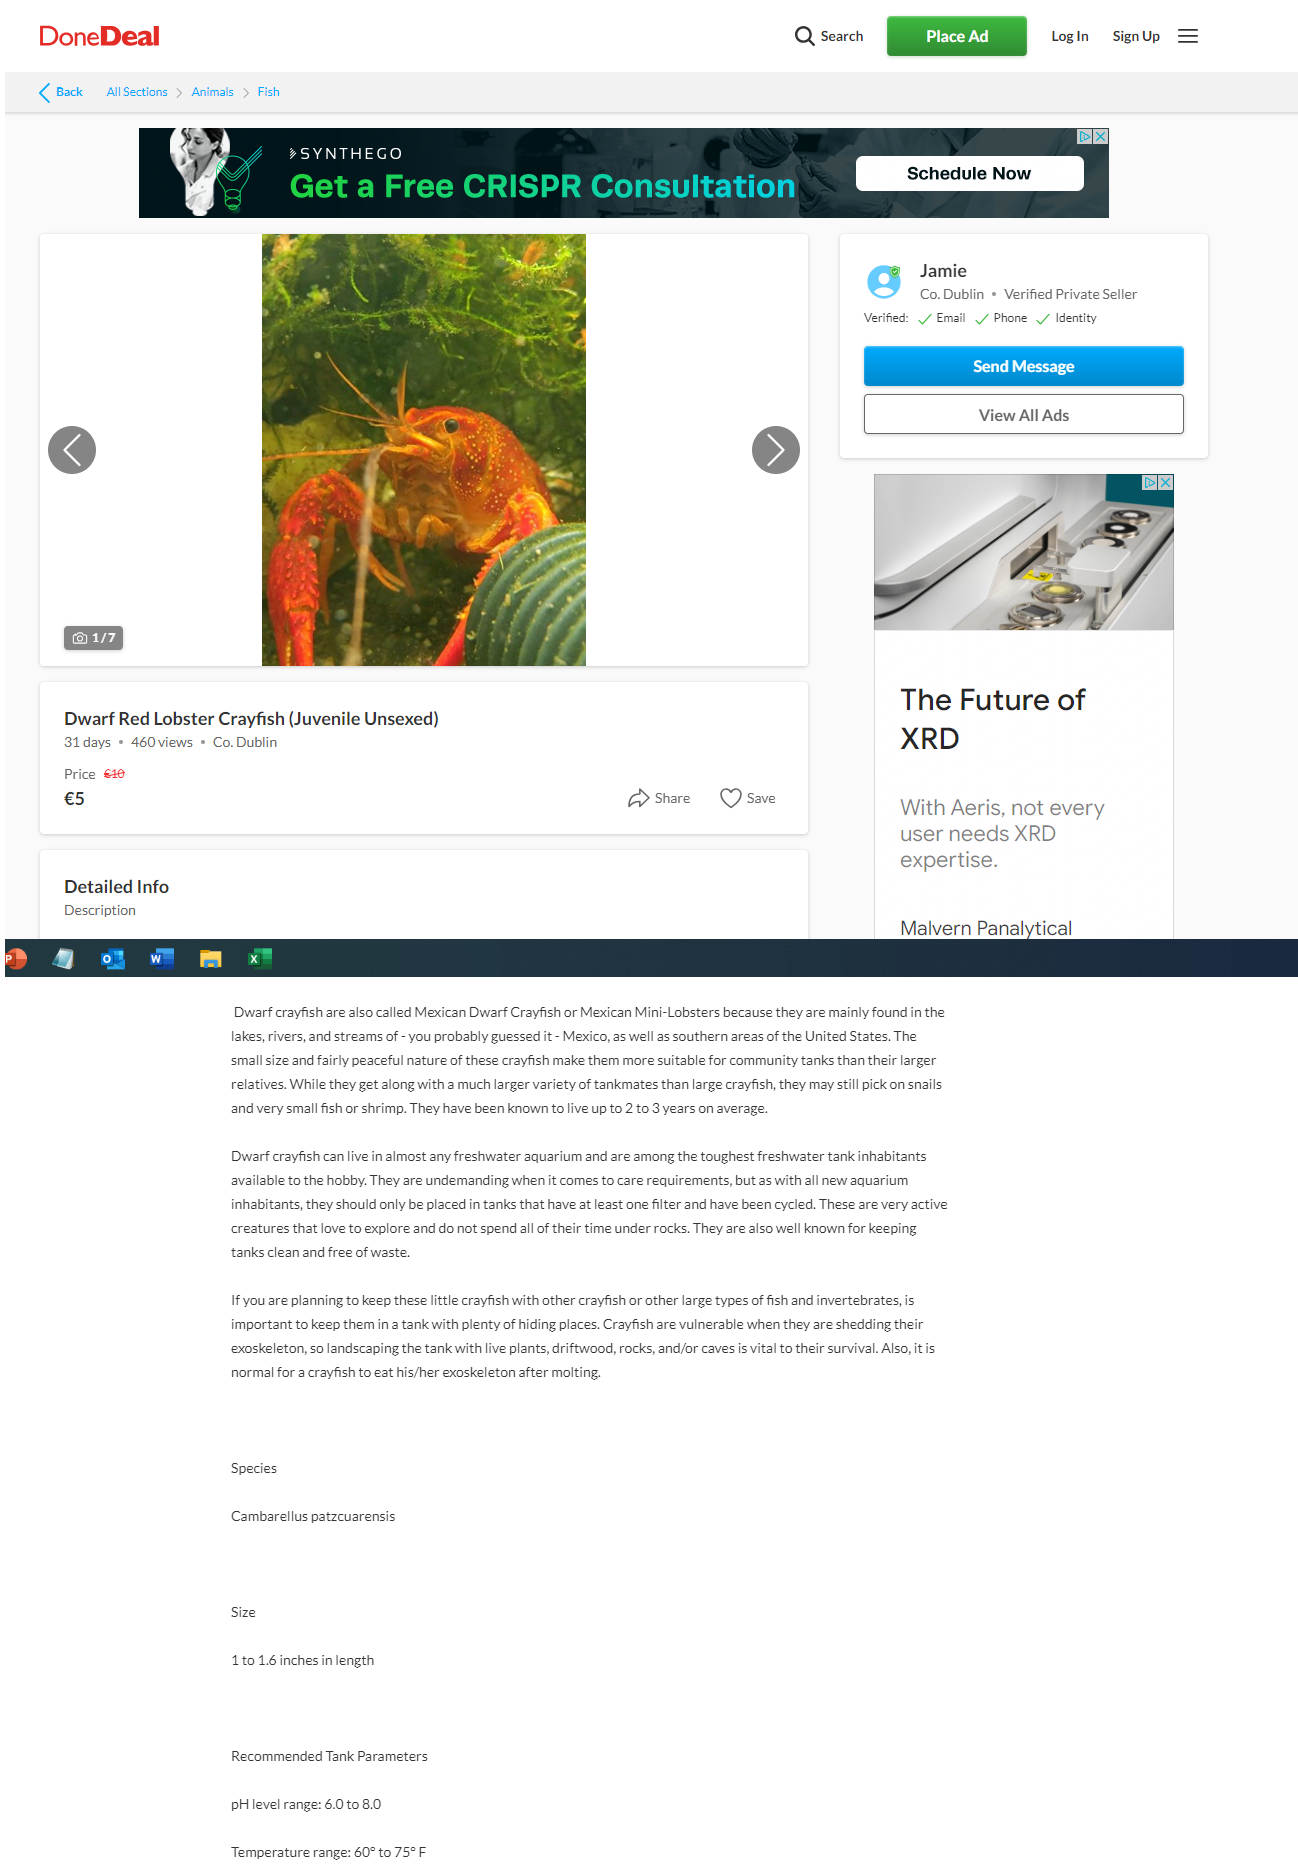 DoneDeal
Search
Place Ad
Log In
Sign Up
Back
All Sections
Animals
Fish
SYNTHEGO
Get a Free CRISPR Consultation
Schedule Now
Jamie
Co. Dublin • Verified Private Seller
Verified: Email Phone Identity
Send Message
View All Ads
1/7
Dwarf Red Lobster Crayfish (Juvenile Unsexed)
31 days • 460 views • Co. Dublin
Price €10
€5
Share
Save
The Future of
XRD
With Aeris, not every
user needs XRD
expertise.
Malvern Panalytical
Detailed Info
Description
P
O
W
X
Dwarf crayfish are also called Mexican Dwarf Crayfish or Mexican Mini-Lobsters because they are mainly found in the
lakes, rivers, and streams of - you probably guessed it - Mexico, as well as southern areas of the United States. The
small size and fairly peaceful nature of these crayfish make them more suitable for community tanks than their larger
relatives. While they get along with a much larger variety of tankmates than large crayfish, they may still pick on snails
and very small fish or shrimp. They have been known to live up to 2 to 3 years on average.
Dwarf crayfish can live in almost any freshwater aquarium and are among the toughest freshwater tank inhabitants
available to the hobby. They are undemanding when it comes to care requirements, but as with all new aquarium
inhabitants, they should only be placed in tanks that have at least one filter and have been cycled. These are very active
creatures that love to explore and do not spend all of their time under rocks. They are also well known for keeping
tanks clean and free of waste.
If you are planning to keep these little crayfish with other crayfish or other large types of fish and invertebrates, is
important to keep them in a tank with plenty of hiding places. Crayfish are vulnerable when they are shedding their
exoskeleton, so landscaping the tank with live plants, driftwood, rocks, and/or caves is vital to their survival. Also, it is
normal for a crayfish to eat his/her exoskeleton after molting.
Species
Cambarellus patzcuarensis
Size
1 to 1.6 inches in length
Recommended Tank Parameters
pH level range: 6.0 to 8.0
Temperature range: 60° to 75° F